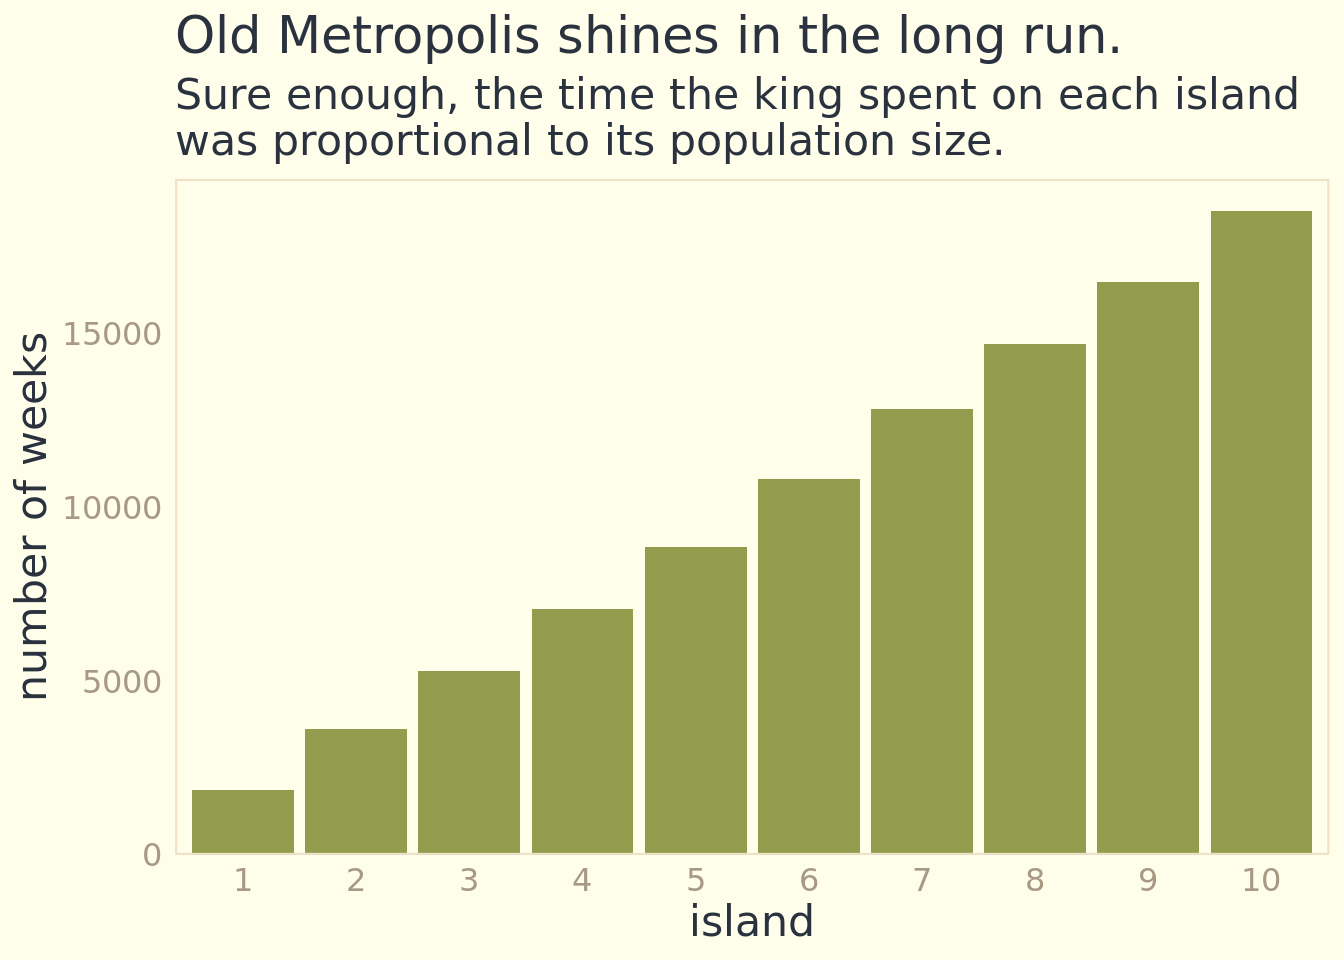 Old Metropolis shines in the long run.
Sure enough, the time the king spent on each island
was proportional to its population size.
number of weeks
15000
10000
5000
0
1 2 3 4 5 6 7 8 9 10
island